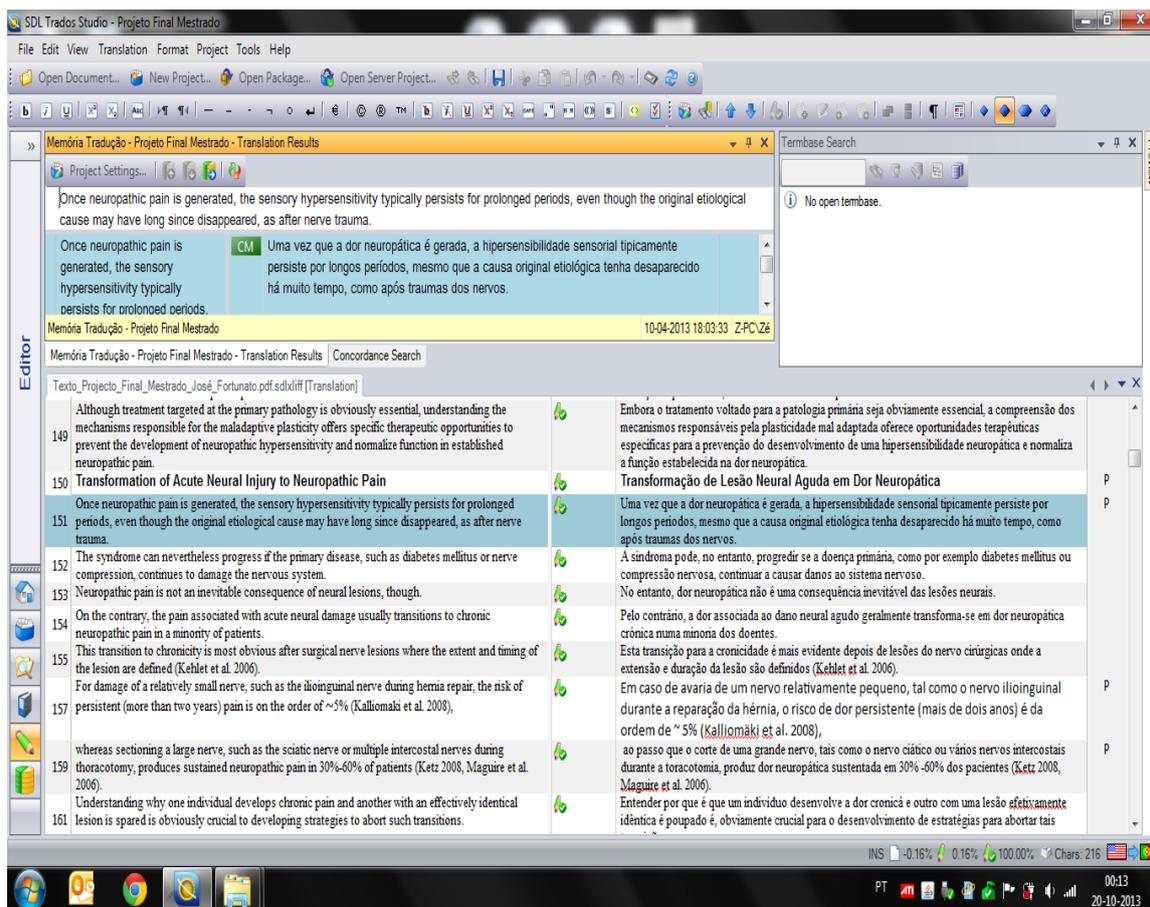 SDL Trados Studio - Projeto Final Mestrado
File Edit View Translation Format Project Tools Help
Open Document... New Project... Open Package... Open Server Project...
Memória Tradução - Projeto Final Mestrado - Translation Results
Termbase Search
Project Settings...
Once neuropathic pain is generated, the sensory hypersensitivity typically persists for prolonged periods, even though the original etiological
cause may have long since disappeared, as after nerve trauma.
No open termbase.
Once neuropathic pain is
generated, the sensory
hypersensitivity typically
persists for prolonged periods,
CM
Uma vez que a dor neuropática é gerada, a hipersensibilidade sensorial tipicamente
persiste por longos períodos, mesmo que a causa original etiológica tenha desaparecido
há muito tempo, como após traumas dos nervos.
Memória Tradução - Projeto Final Mestrado
10-04-2013 18:03:33 Z-PC\Zé
Memória Tradução - Projeto Final Mestrado - Translation Results
Concordance Search
Editor
Texto_Projecto_Final_Mestrado_José_Fortunato.pdf.sdlxliff [Translation]
149
Although treatment targeted at the primary pathology is obviously essential, understanding the
mechanisms responsible for the maladaptive plasticity offers specific therapeutic opportunities to
prevent the development of neuropathic hypersensitivity and normalize function in established
neuropathic pain.
Embora o tratamento voltado para a patologia primária seja obviamente essencial, a compreensão dos
mecanismos responsáveis pela plasticidade mal adaptada oferece oportunidades terapêuticas
específicas para a prevenção do desenvolvimento de uma hipersensibilidade neuropática e normaliza
a função estabelecida na dor neuropática.
150 Transformation of Acute Neural Injury to Neuropathic Pain
Transformação de Lesão Neural Aguda em Dor Neuropática
P
151
Once neuropathic pain is generated, the sensory hypersensitivity typically persists for prolonged
periods, even though the original etiological cause may have long since disappeared, as after nerve
trauma.
Uma vez que a dor neuropática é gerada, a hipersensibilidade sensorial tipicamente persiste por
longos períodos, mesmo que a causa original etiológica tenha desaparecido há muito tempo, como
após traumas dos nervos.
P
152
The syndrome can nevertheless progress if the primary disease, such as diabetes mellitus or nerve
compression, continues to damage the nervous system.
A síndroma pode, no entanto, progredir se a doença primária, como por exemplo diabetes mellitus ou
compressão nervosa, continuar a causar danos ao sistema nervoso.
153 Neuropathic pain is not an inevitable consequence of neural lesions, though.
No entanto, dor neuropática não é uma consequência inevitável das lesões neurais.
154
On the contrary, the pain associated with acute neural damage usually transitions to chronic
neuropathic pain in a minority of patients.
Pelo contrário, a dor associada ao dano neural agudo geralmente transforma-se em dor neuropática
crónica numa minoria dos doentes.
155
This transition to chronicity is most obvious after surgical nerve lesions where the extent and timing of
the lesion are defined (Kehlet et al. 2006).
Esta transição para a cronicidade é mais evidente depois de lesões do nervo cirúrgicas onde a
extensão e duração da lesão são definidos (Kehlet et al. 2006).
157
For damage of a relatively small nerve, such as the ilioinguinal nerve during hernia repair, the risk of
persistent (more than two years) pain is on the order of ~5% (Kalliomaki et al. 2008),
Em caso de avaria de um nervo relativamente pequeno, tal como o nervo ilioinguinal
durante a reparação da hérnia, o risco de dor persistente (mais de dois anos) é da
ordem de ~ 5% (Kalliomäki et al. 2008),
P
159
whereas sectioning a large nerve, such as the sciatic nerve or multiple intercostal nerves during
thoracotomy, produces sustained neuropathic pain in 30%-60% of patients (Ketz 2008, Maguire et al.
2006).
ao passo que o corte de uma grande nervo, tais como o nervo ciático ou vários nervos intercostais
durante a toracotomia, produz dor neuropática sustentada em 30% -60% dos pacientes (Ketz 2008,
Maguire et al. 2006).
P
161
Understanding why one individual develops chronic pain and another with an effectively identical
lesion is spared is obviously crucial to developing strategies to abort such transitions.
Entender por que é que um indivíduo desenvolve a dor cronicá e outro com uma lesão efetivamente
idêntica é poupado é, obviamente crucial para o desenvolvimento de estratégias para abortar tais
INS -0.16% 0.16% 100.00% Chars: 216
PT
00:13
20-10-2013